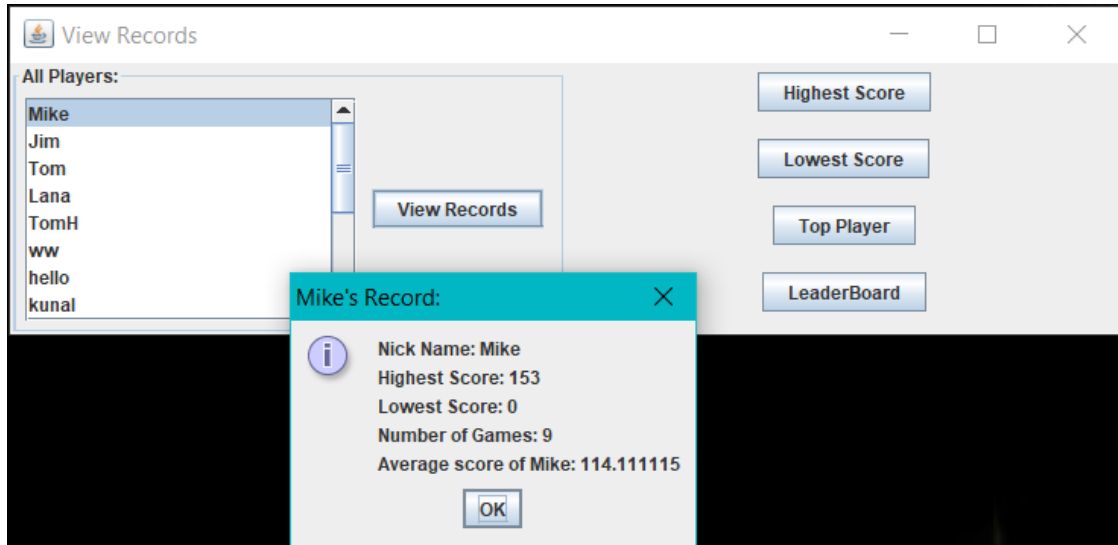 View Records
All Players:
Mike
Jim
Tom
Lana
TomH
ww
hello
kunal
View Records
Highest Score
Lowest Score
Top Player
LeaderBoard
Mike's Record:
i
Nick Name: Mike
Highest Score: 153
Lowest Score: 0
Number of Games: 9
Average score of Mike: 114.111115
OK